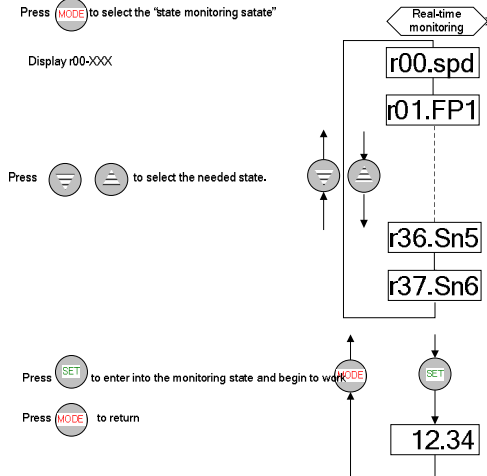 Press MODE to select the "state monitoring satate"
Real-time
monitoring
Display r00-XXX
r00.spd
r01.FP1
Press to select the needed state.
r36.Sn5
r37.Sn6
Press SET to enter into the monitoring state and begin to work
MODE
SET
Press MODE to return
12.34